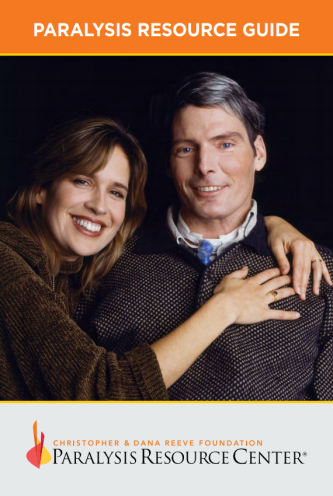 PARALYSIS RESOURCE GUIDE
CHRISTOPHER & DANA REEVE FOUNDATION
PARALYSIS RESOURCE CENTER®